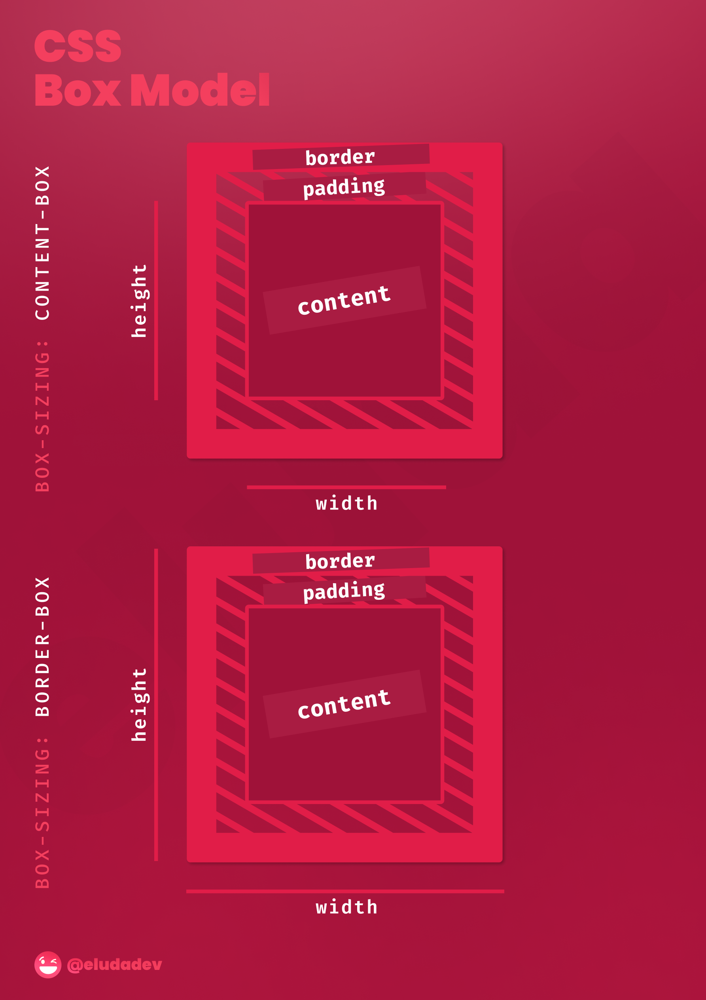 CSS
Box Model
BOX-SIZING: CONTENT-BOX
border
padding
content
height
width
BOX-SIZING: BORDER-BOX
border
padding
content
height
width
@eludadev